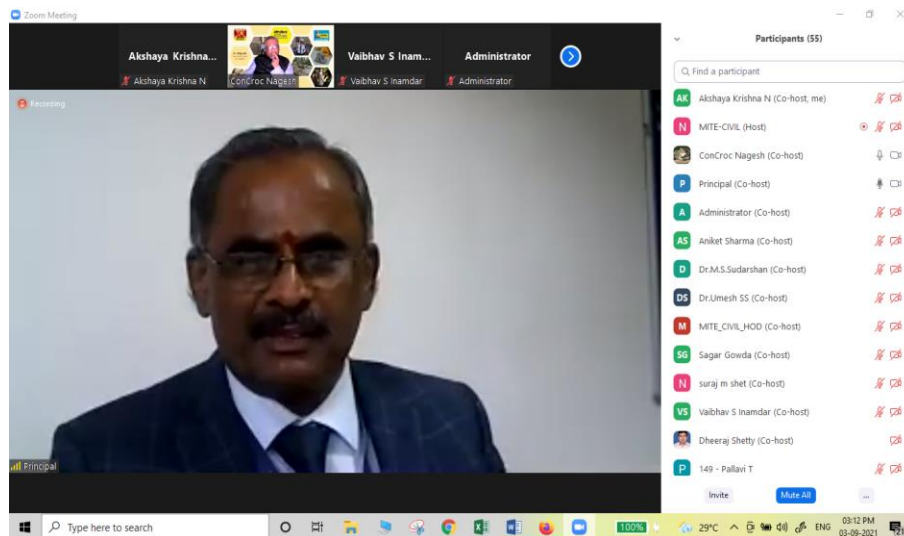 Zoom Meeting
Akshaya Krishna...
Vaibhav S Inam...
Administrator
Akshaya Krishna N
ConCroc Nagesh
Vaibhav S Inamdar
Administrator
Recording
Principal
Participants (55)
Find a participant
AK Akshaya Krishna N (Co-host, me)
N MITE-CIVIL (Host)
ConCroc Nagesh (Co-host)
P Principal (Co-host)
A Administrator (Co-host)
AS Aniket Sharma (Co-host)
D Dr.M.S.Sudarshan (Co-host)
DS Dr.Umesh SS (Co-host)
M MITE_CIVIL_HOD (Co-host)
SG Sagar Gowda (Co-host)
N suraj m shet (Co-host)
VS Vaibhav S Inamdar (Co-host)
Dheeraj Shetty (Co-host)
P 149 - Pallavi T
Invite
Mute All
...
Type here to search
100%
29°C
ENG
03:12 PM
03-09-2021